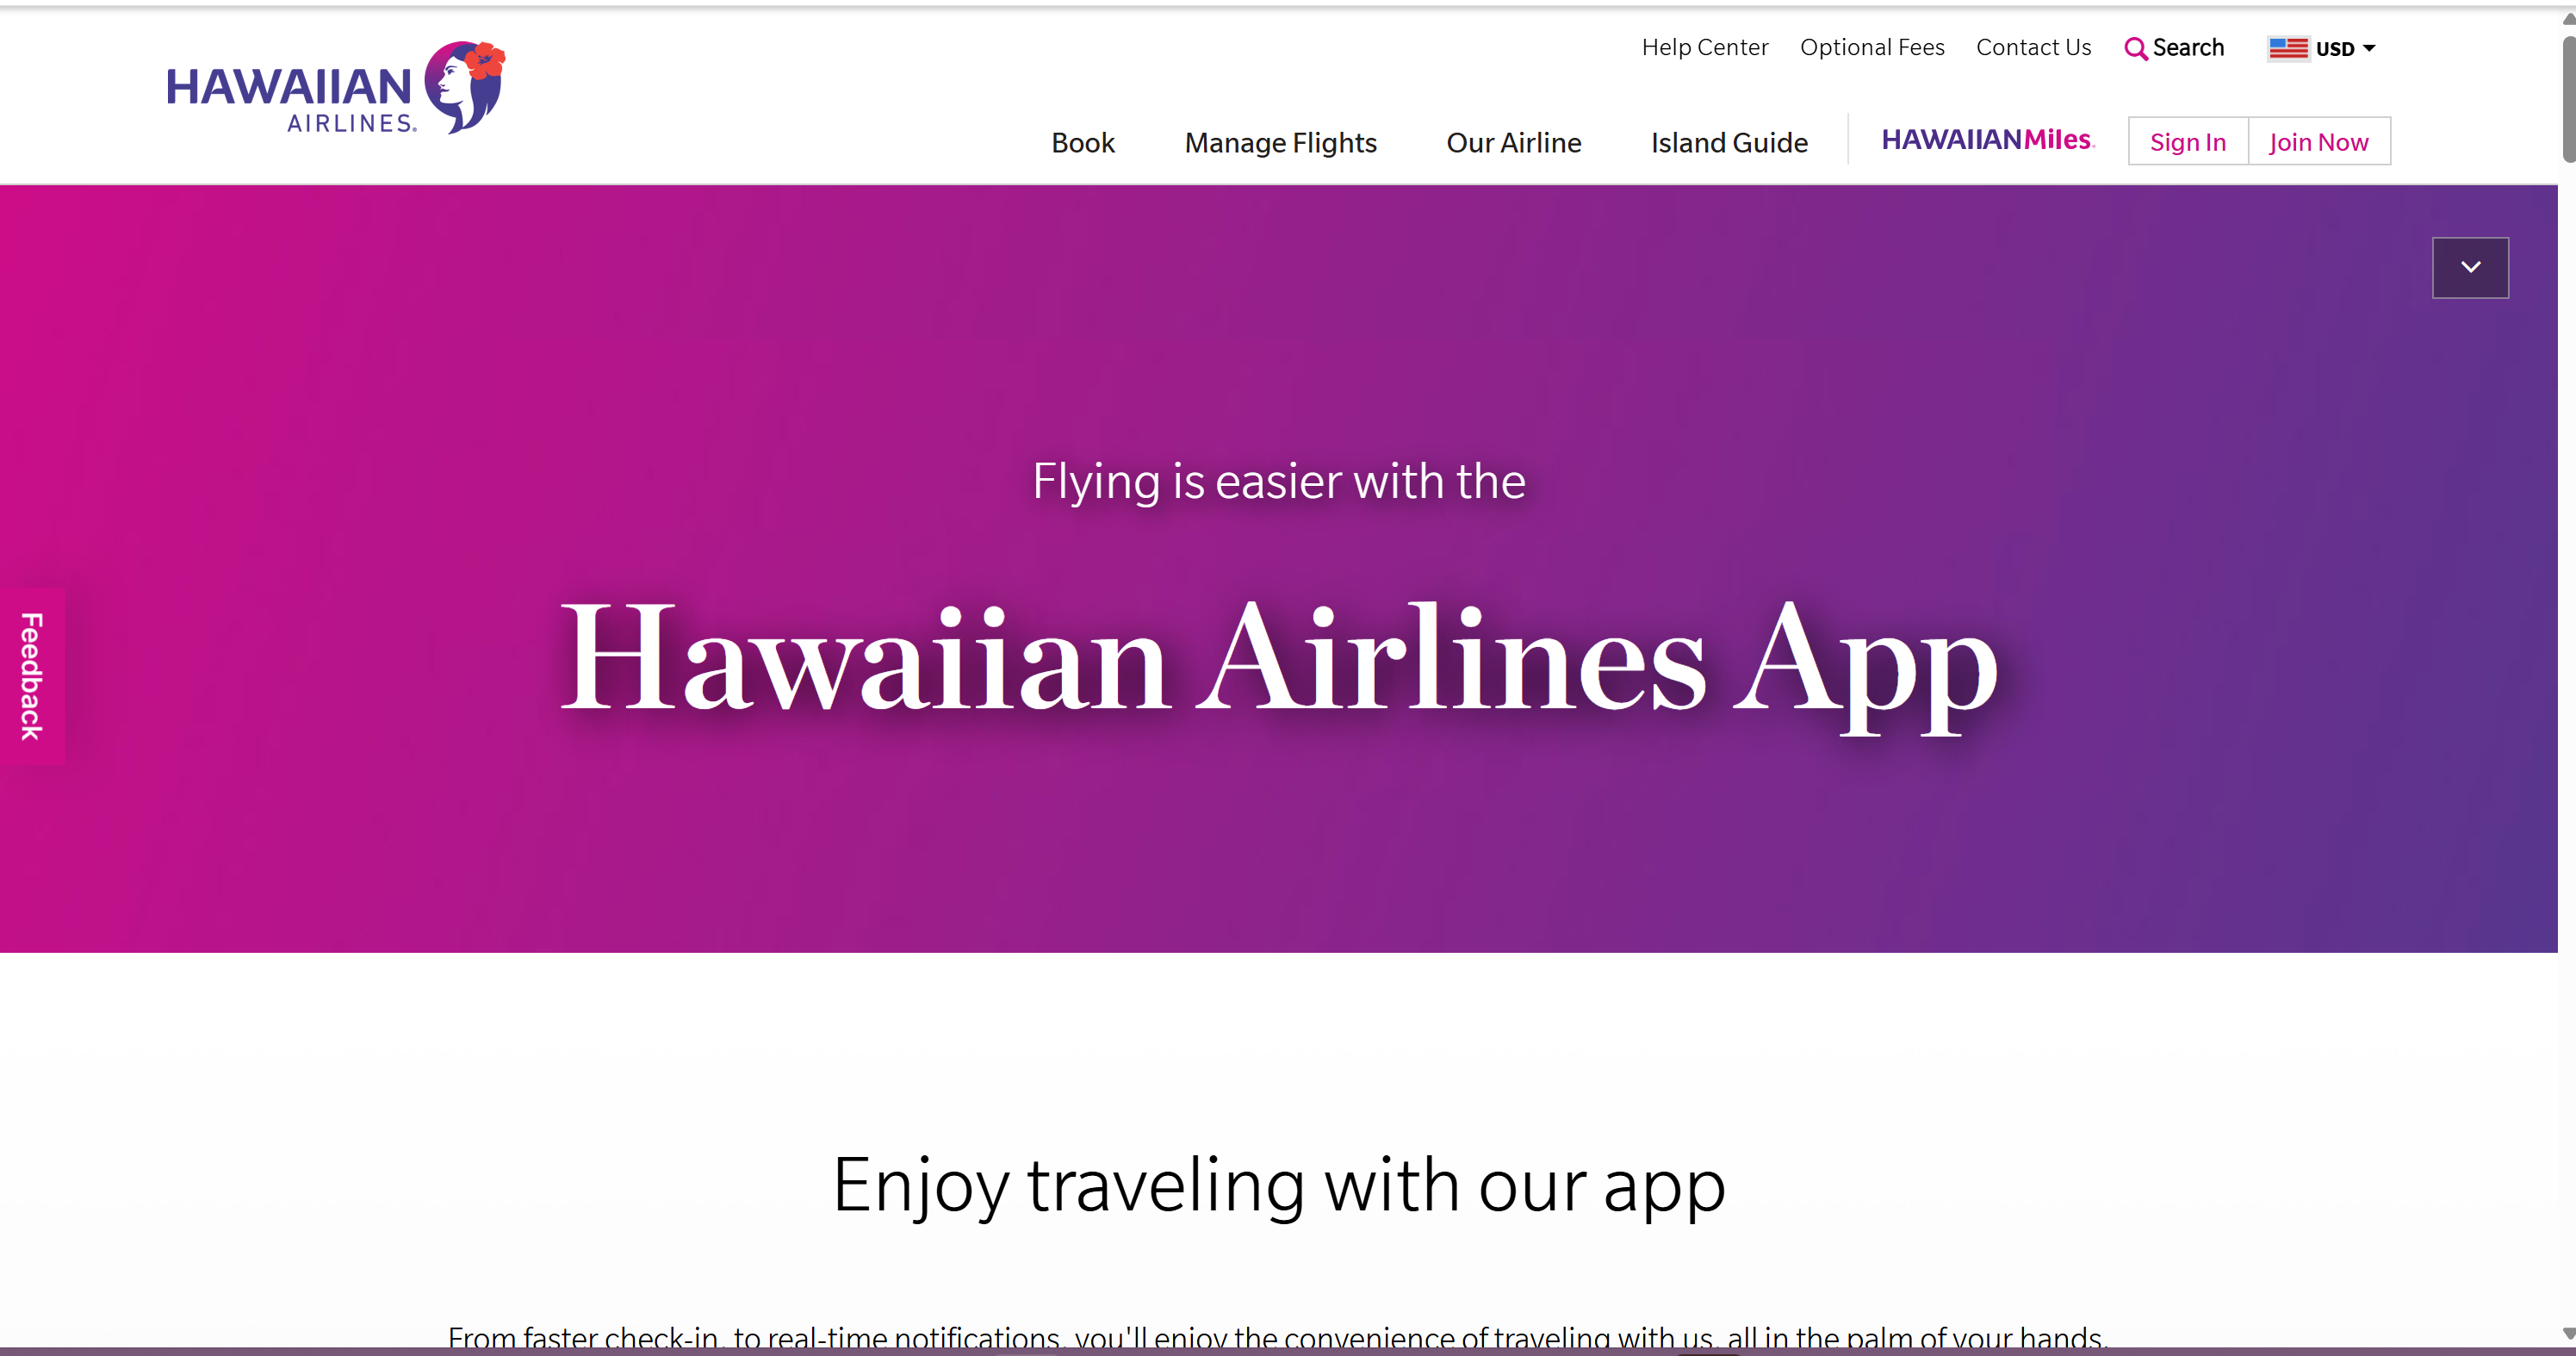 HAWAIIAN
AIRLINES.
Help Center Optional Fees Contact Us Search USD
Book Manage Flights Our Airline Island Guide HAWAIIANMiles. Sign In Join Now
Flying is easier with the
Hawaiian Airlines App
Feedback
Enjoy traveling with our app
From faster check-in, to real-time notifications, you'll enjoy the convenience of traveling with us, all in the palm of your hands.